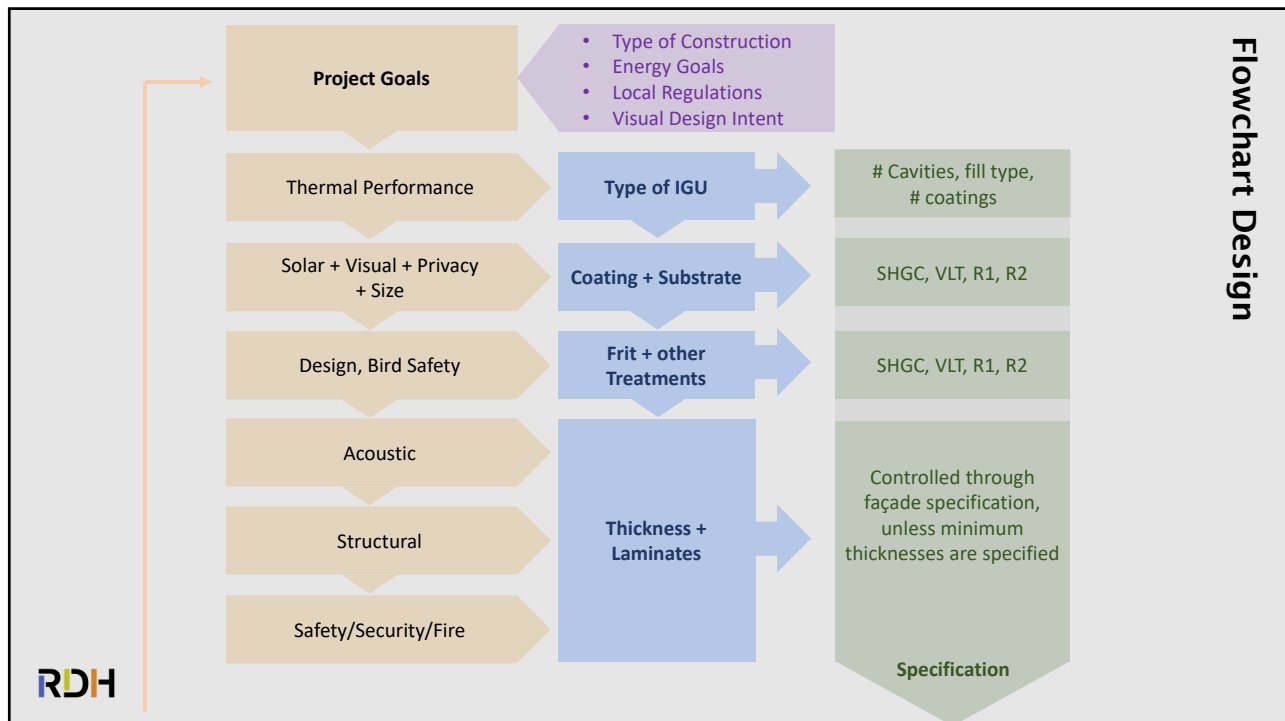 Flowchart Design
Project Goals
• Type of Construction
• Energy Goals
• Local Regulations
• Visual Design Intent
Thermal Performance
Type of IGU
# Cavities, fill type,
# coatings
Solar + Visual + Privacy
+ Size
Coating + Substrate
SHGC, VLT, R1, R2
Design, Bird Safety
Frit + other
Treatments
SHGC, VLT, R1, R2
Acoustic
Structural
Safety/Security/Fire
Thickness +
Laminates
Controlled through
façade specification,
unless minimum
thicknesses are specified
Specification
RDH